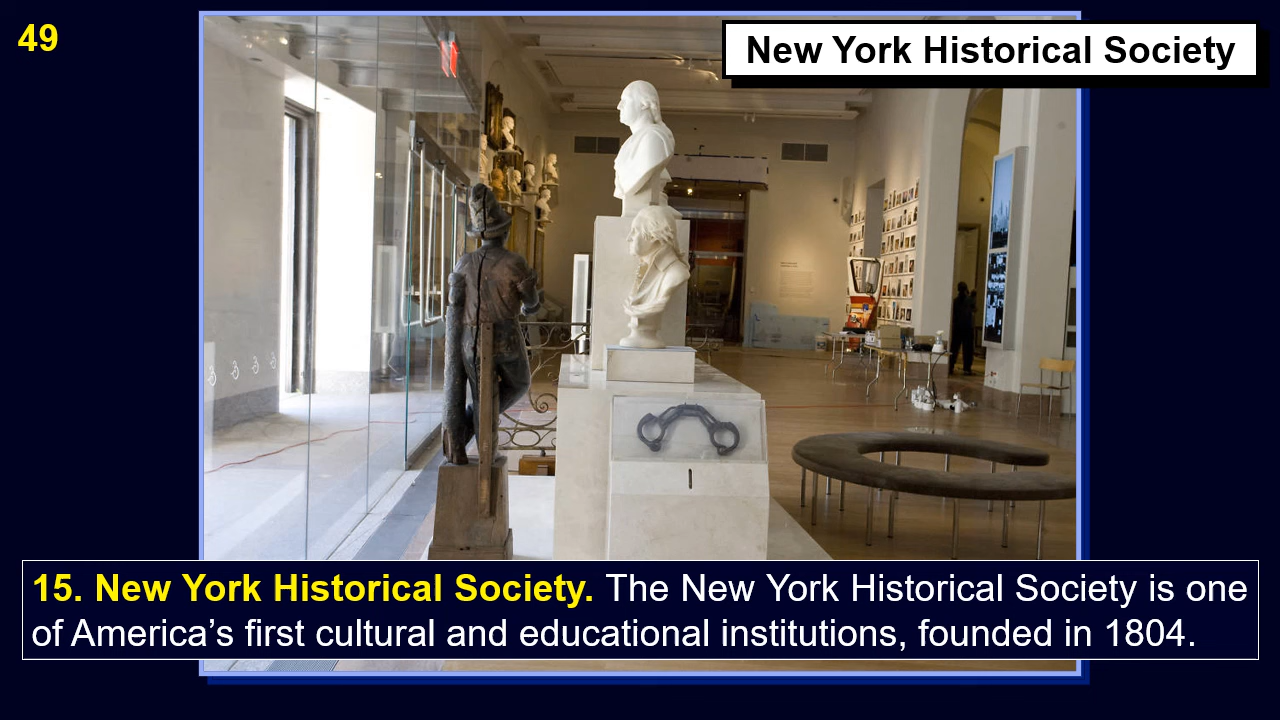 49
New York Historical Society
15. New York Historical Society. The New York Historical Society is one
of America’s first cultural and educational institutions, founded in 1804.